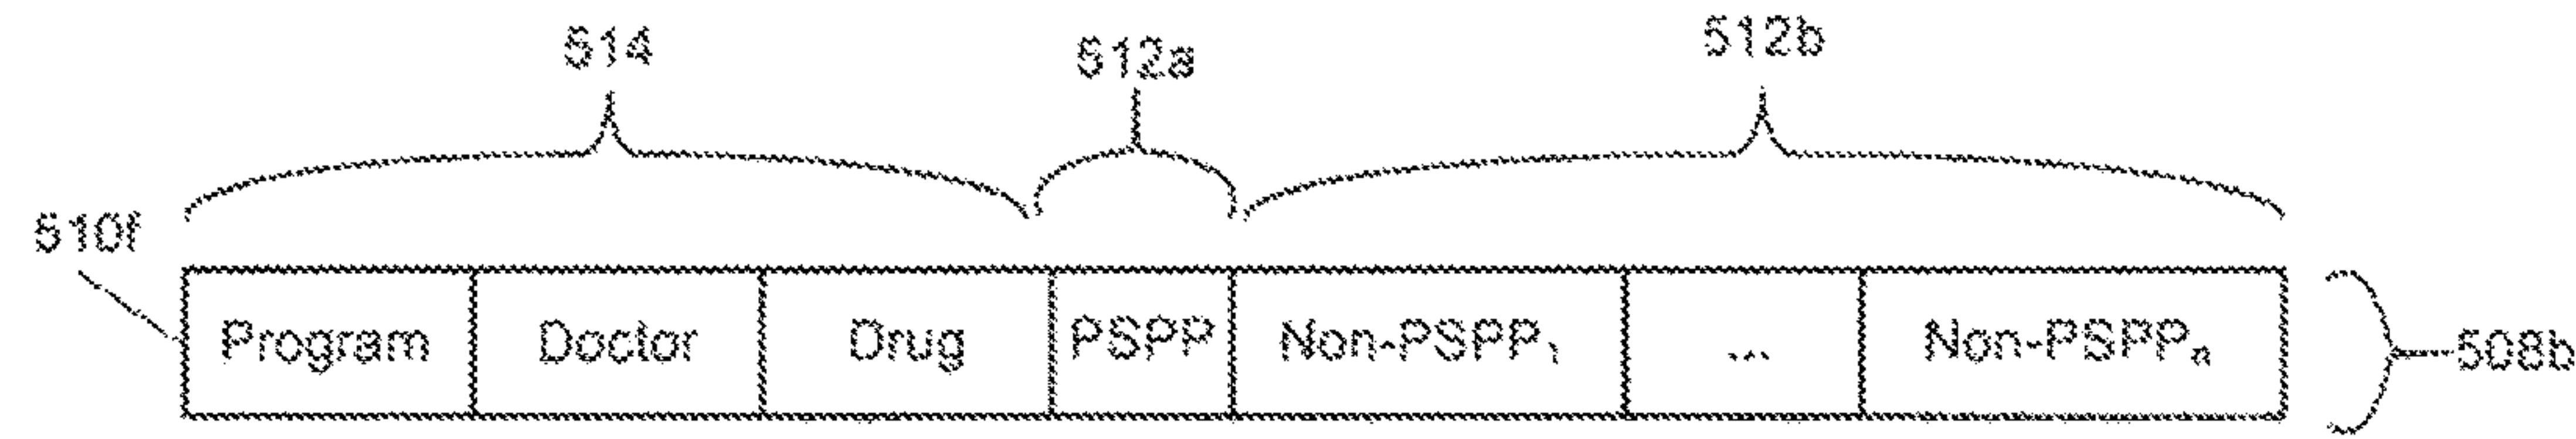 514 512a 512b
510f
Program Doctor Drug PSPP Non-PSPP₁ ... Non-PSPPₙ
508b